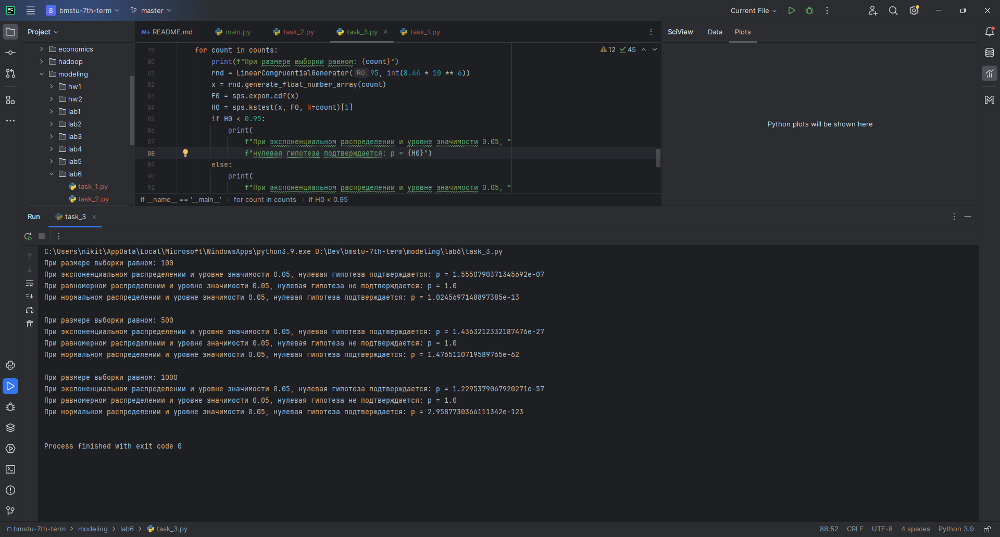 PC
B bmstu-7th-term
master
Current File
Project
M↓ README.md
main.py
task_2.py
task_3.py
task_1.py
SciView
Data
Plots
economics
hadoop
modeling
hw1
hw2
lab1
lab2
lab3
lab4
lab5
lab6
task_1.py
task_2.py
12
45
79 for count in counts:
80 print(f"При размере выборки равном: {count}")
81 rnd = LinearCongruentialGenerator( R0: 95, int(8.44 * 10 ** 6))
82 x = rnd.generate_float_number_array(count)
83 F0 = sps.expon.cdf(x)
84 H0 = sps.kstest(x, F0, N=count)[1]
85 if H0 < 0.95:
86 print(
87 f"При экспоненциальном распределении и уровне значимости 0.05, "
88 f"нулевая гипотеза подтверждается: p = {H0}")
89 else:
90 print(
91 f"При экспоненциальном распределении и уровне значимости 0.05, "
if __name__ == '__main__' › for count in counts › if H0 < 0.95
Python plots will be shown here
Run
task_3
C:\Users\nikit\AppData\Local\Microsoft\WindowsApps\python3.9.exe D:\Dev\bmstu-7th-term\modeling\lab6\task_3.py
При размере выборки равном: 100
При экспоненциальном распределении и уровне значимости 0.05, нулевая гипотеза подтверждается: p = 1.5550790371345692e-07
При равномерном распределении и уровне значимости 0.05, нулевая гипотеза не подтверждается: p = 1.0
При нормальном распределении и уровне значимости 0.05, нулевая гипотеза подтверждается: p = 1.0245697148897385e-13
При размере выборки равном: 500
При экспоненциальном распределении и уровне значимости 0.05, нулевая гипотеза подтверждается: p = 1.4363212332187476e-27
При равномерном распределении и уровне значимости 0.05, нулевая гипотеза не подтверждается: p = 1.0
При нормальном распределении и уровне значимости 0.05, нулевая гипотеза подтверждается: p = 1.4765110719589765e-62
При размере выборки равном: 1000
При экспоненциальном распределении и уровне значимости 0.05, нулевая гипотеза подтверждается: p = 1.2295379067920271e-57
При равномерном распределении и уровне значимости 0.05, нулевая гипотеза не подтверждается: p = 1.0
При нормальном распределении и уровне значимости 0.05, нулевая гипотеза подтверждается: p = 2.9587730366111342e-123
Process finished with exit code 0
bmstu-7th-term › modeling › lab6 › task_3.py
88:52
CRLF
UTF-8
4 spaces
Python 3.9